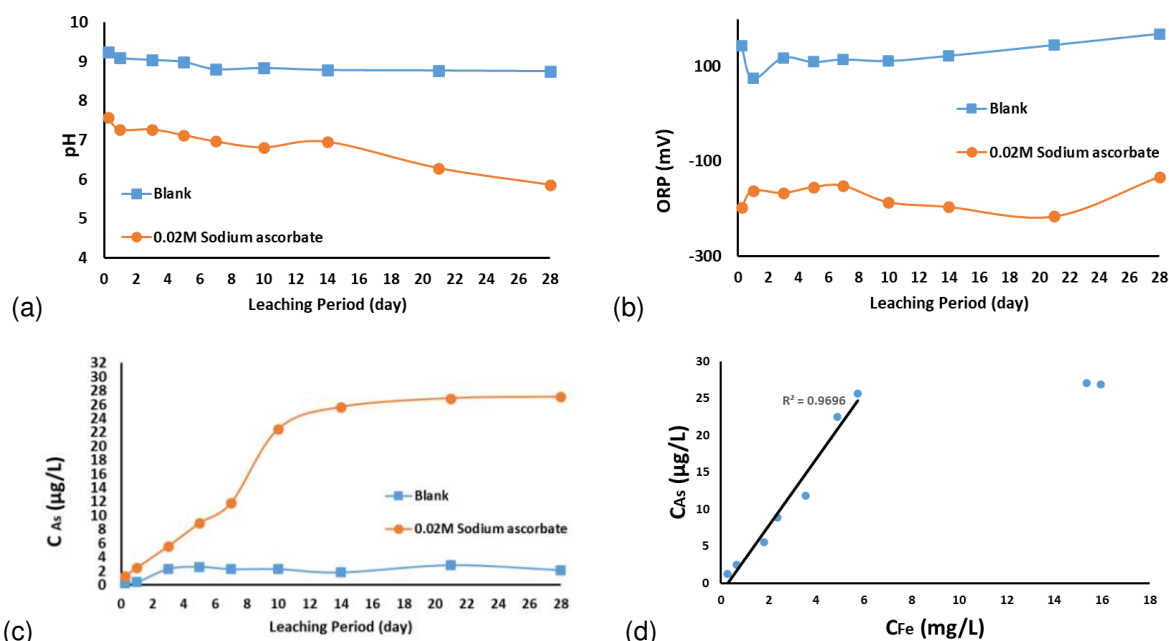 10
9
8
7
6
5
4
pH
Blank
0.02M Sodium ascorbate
0 2 4 6 8 10 12 14 16 18 20 22 24 26 28
Leaching Period (day)
(a)
100
-100
-300
ORP (mV)
Blank
0.02M Sodium ascorbate
0 2 4 6 8 10 12 14 16 18 20 22 24 26 28
Leaching Period (day)
(b)
32
30
28
26
24
22
20
18
16
14
12
10
8
6
4
2
0
C As (µg/L)
Blank
0.02M Sodium ascorbate
0 2 4 6 8 10 12 14 16 18 20 22 24 26 28
Leaching Period (day)
(c)
30
25
20
15
10
5
0
CAs (µg/L)
R² = 0.9696
0 2 4 6 8 10 12 14 16 18
CFe (mg/L)
(d)